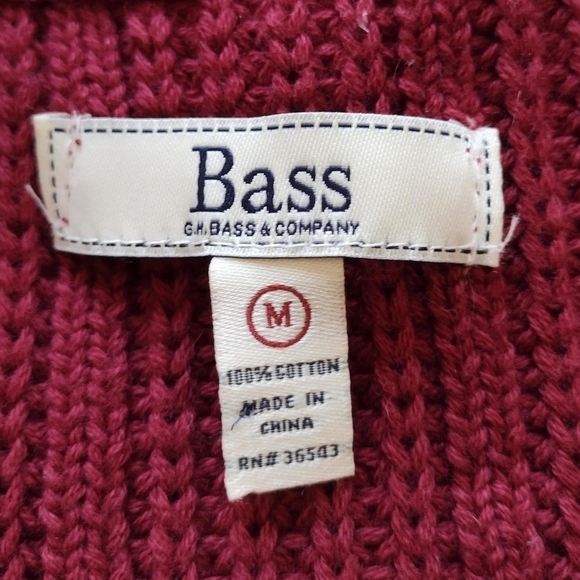 Bass
G.H. BASS & COMPANY
M
100% COTTON
MADE IN
CHINA
RN# 36543